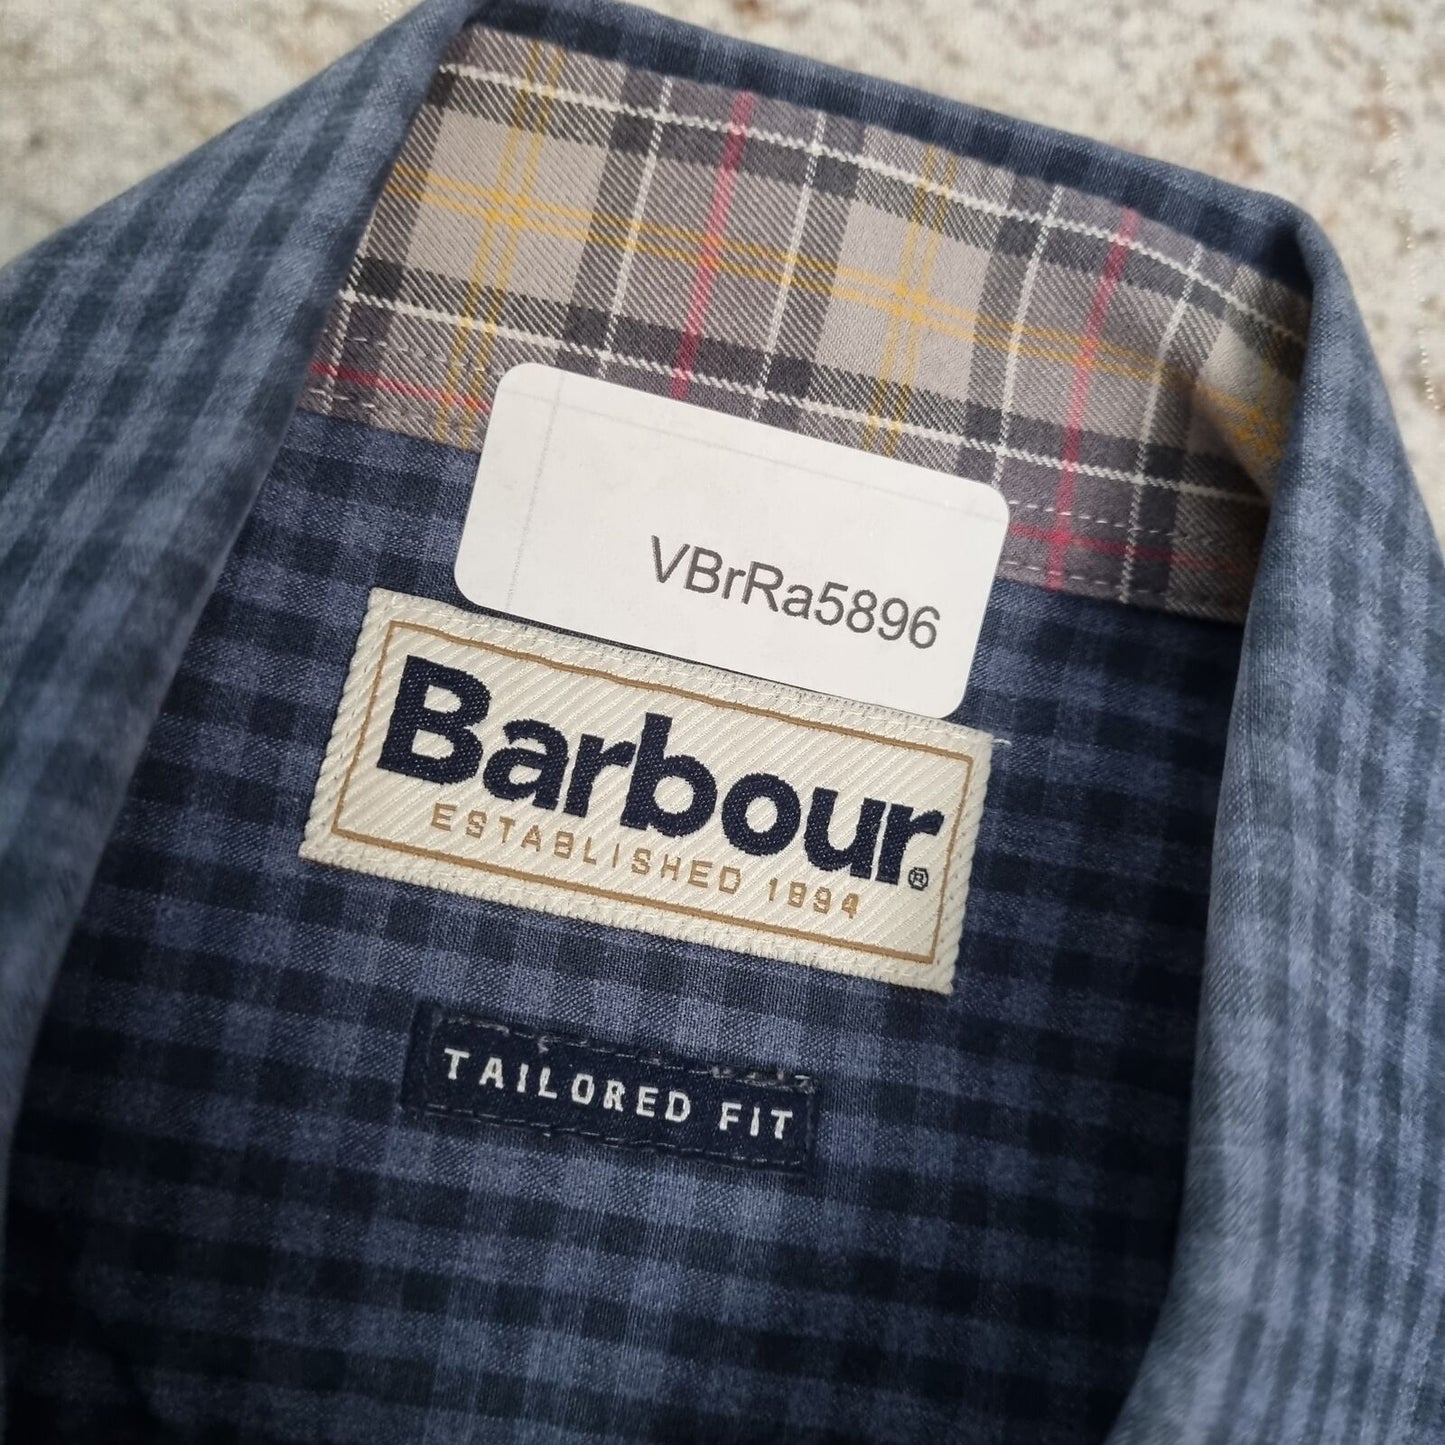 VBrRa5896
Barbour®
ESTABLISHED 1894
TAILORED FIT